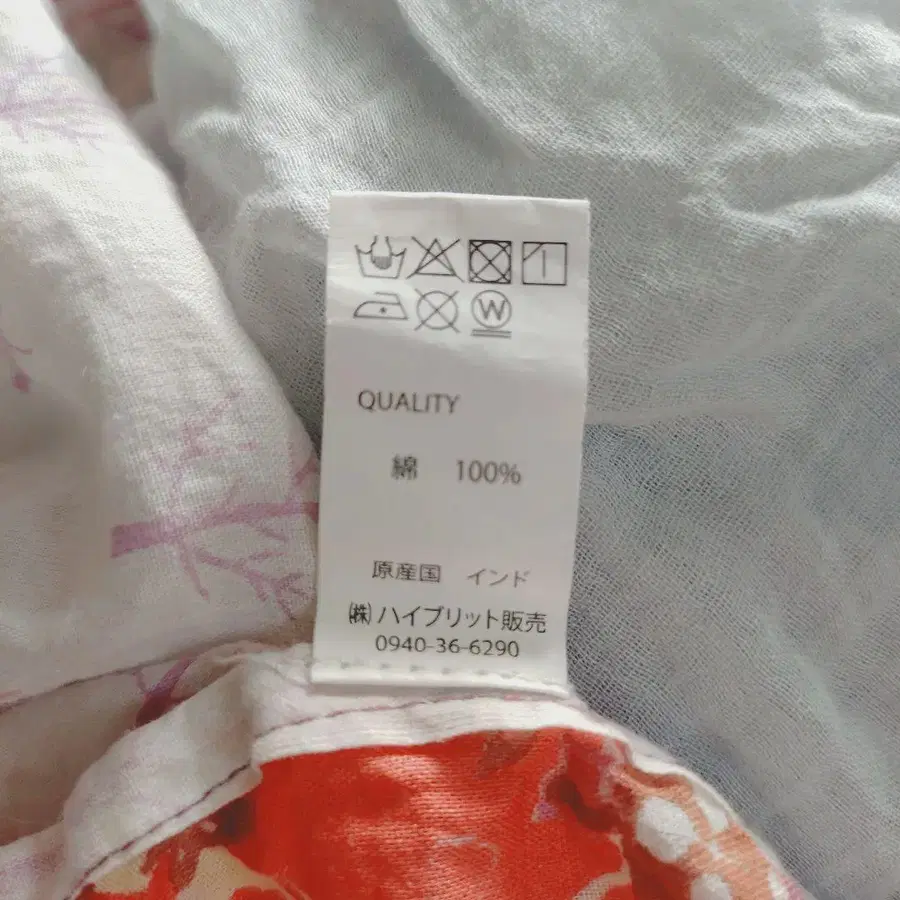 W
QUALITY
綿 100%
原産国 インド
㈱ハイブリット販売
0940-36-6290